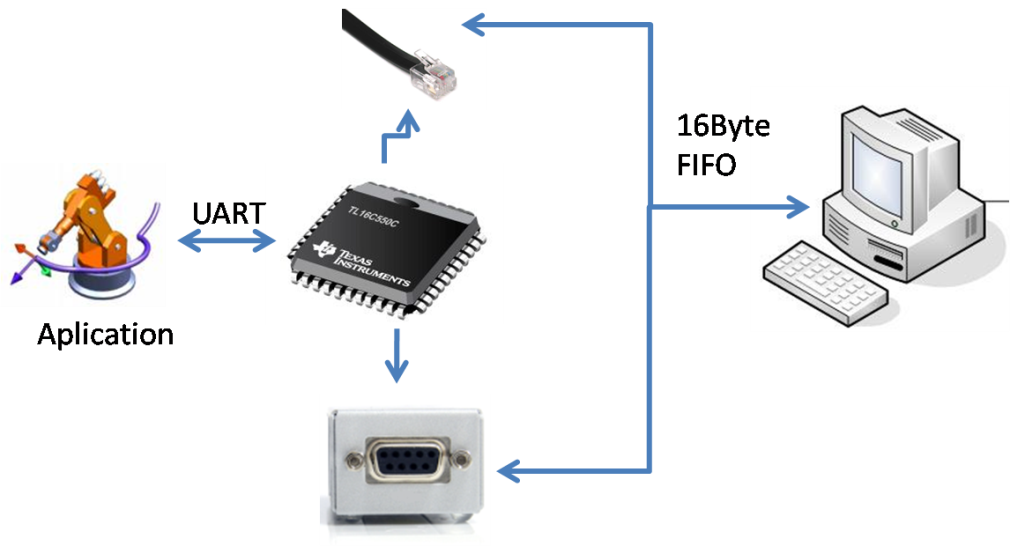 16Byte
FIFO
UART
TL16C550C
TEXAS
INSTRUMENTS
Aplication